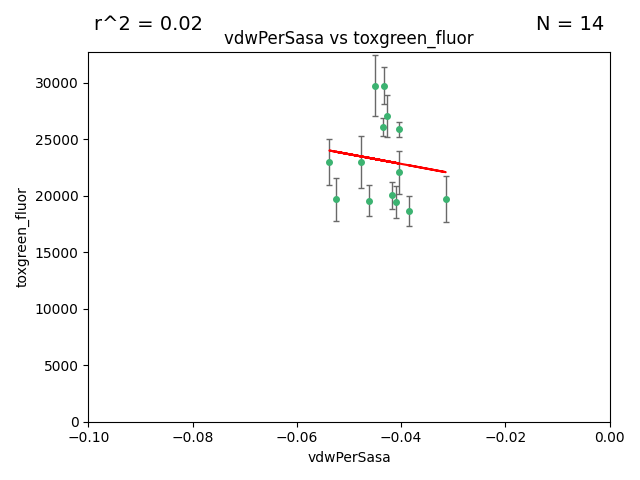 r^2 = 0.02
N = 14
vdwPerSasa vs toxgreen_fluor
30000
25000
20000
15000
10000
5000
0
toxgreen_fluor
−0.10
−0.08
−0.06
−0.04
−0.02
0.00
vdwPerSasa